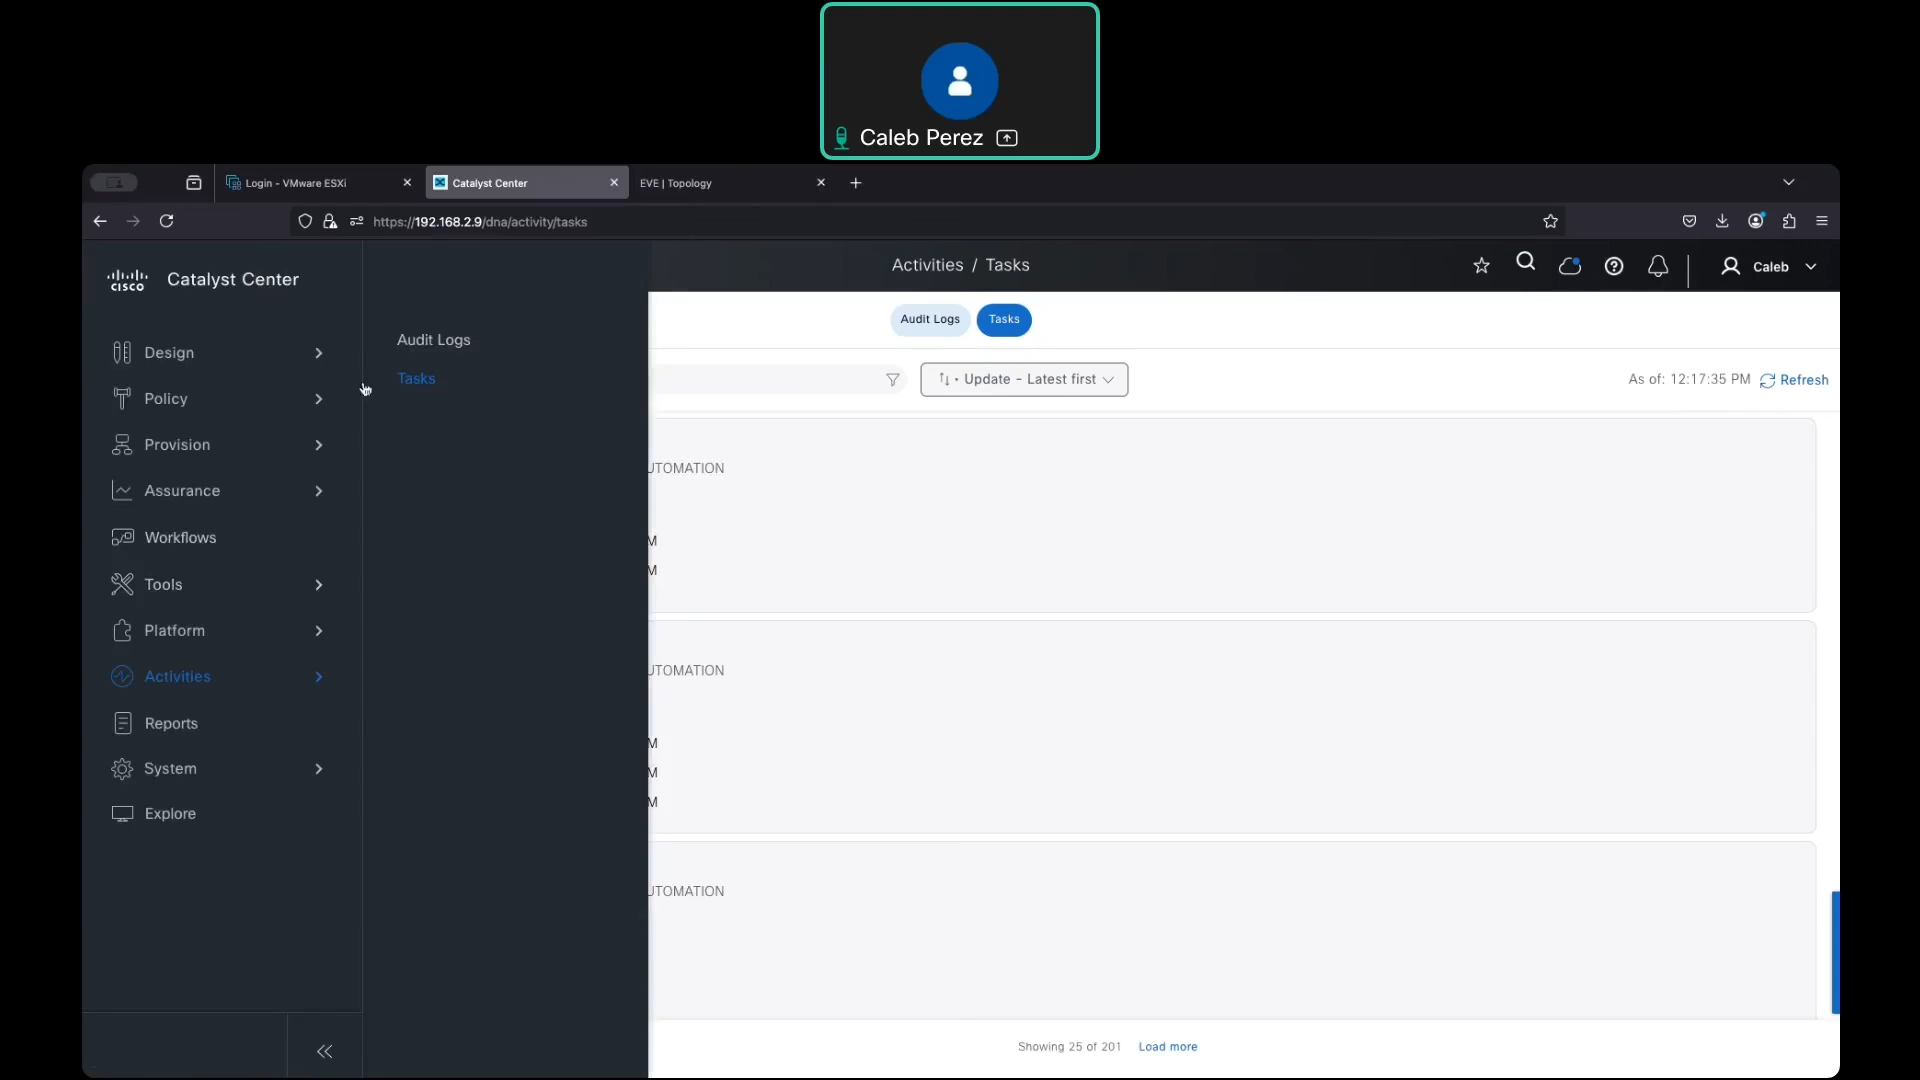 Caleb Perez
Login - VMware ESXi
Catalyst Center
EVE | Topology
https://192.168.2.9/dna/activity/tasks
CISCO
Catalyst Center
Activities / Tasks
Caleb
Audit Logs
Tasks
Design
Policy
Provision
Assurance
Workflows
Tools
Platform
Activities
Reports
System
Explore
Audit Logs
Tasks
Update - Latest first
As of: 12:17:35 PM
Refresh
UTOMATION
M
M
UTOMATION
M
M
M
UTOMATION
Showing 25 of 201
Load more